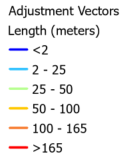 Adjustment Vectors
Length (meters)
<2
2 - 25
25 - 50
50 - 100
100 - 165
>165